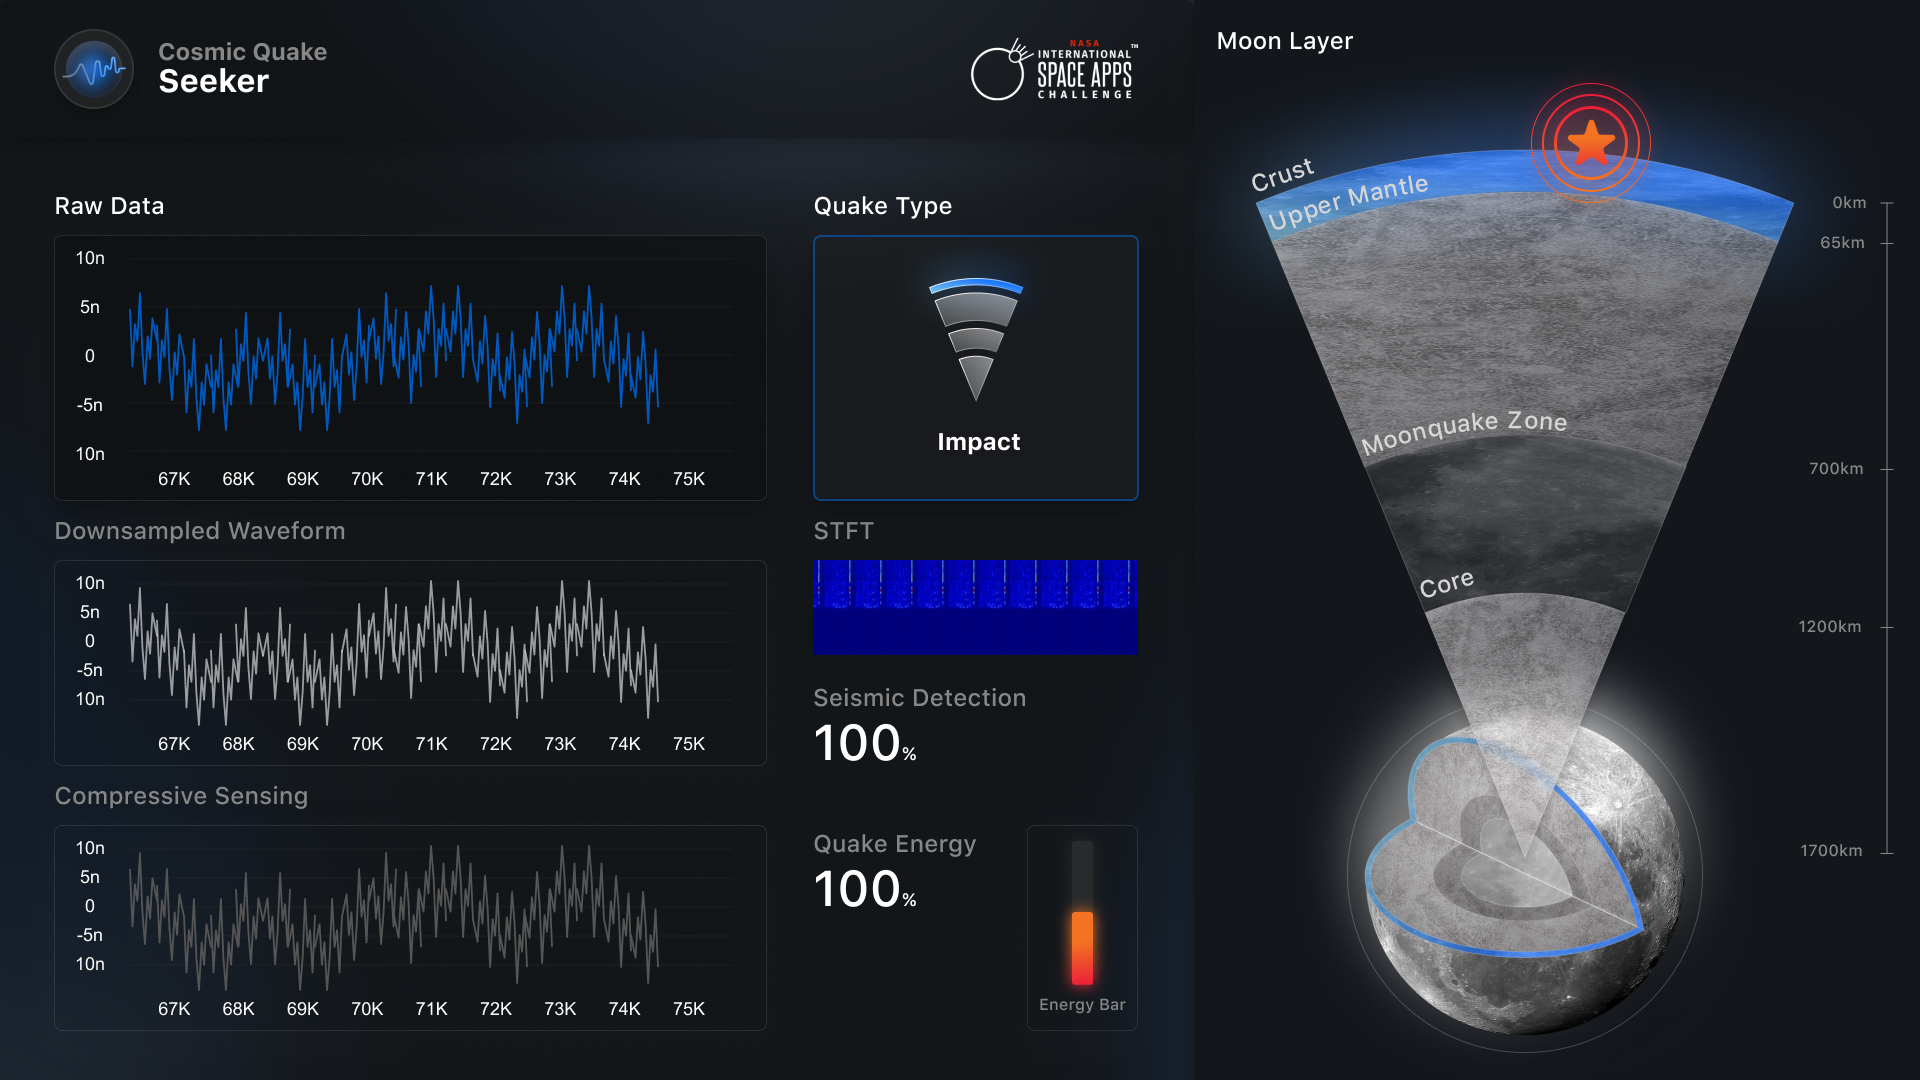 Cosmic Quake
Seeker
NASA
INTERNATIONAL
SPACE APPS
CHALLENGE
TM
Raw Data
10n
5n
0
-5n
10n
67K 68K 69K 70K 71K 72K 73K 74K 75K
Downsampled Waveform
10n
5n
0
-5n
10n
67K 68K 69K 70K 71K 72K 73K 74K 75K
Compressive Sensing
10n
5n
0
-5n
10n
67K 68K 69K 70K 71K 72K 73K 74K 75K
Quake Type
Impact
STFT
Seismic Detection
100%
Quake Energy
100%
Energy Bar
Moon Layer
Crust
Upper Mantle
Moonquake Zone
Core
0km
65km
700km
1200km
1700km